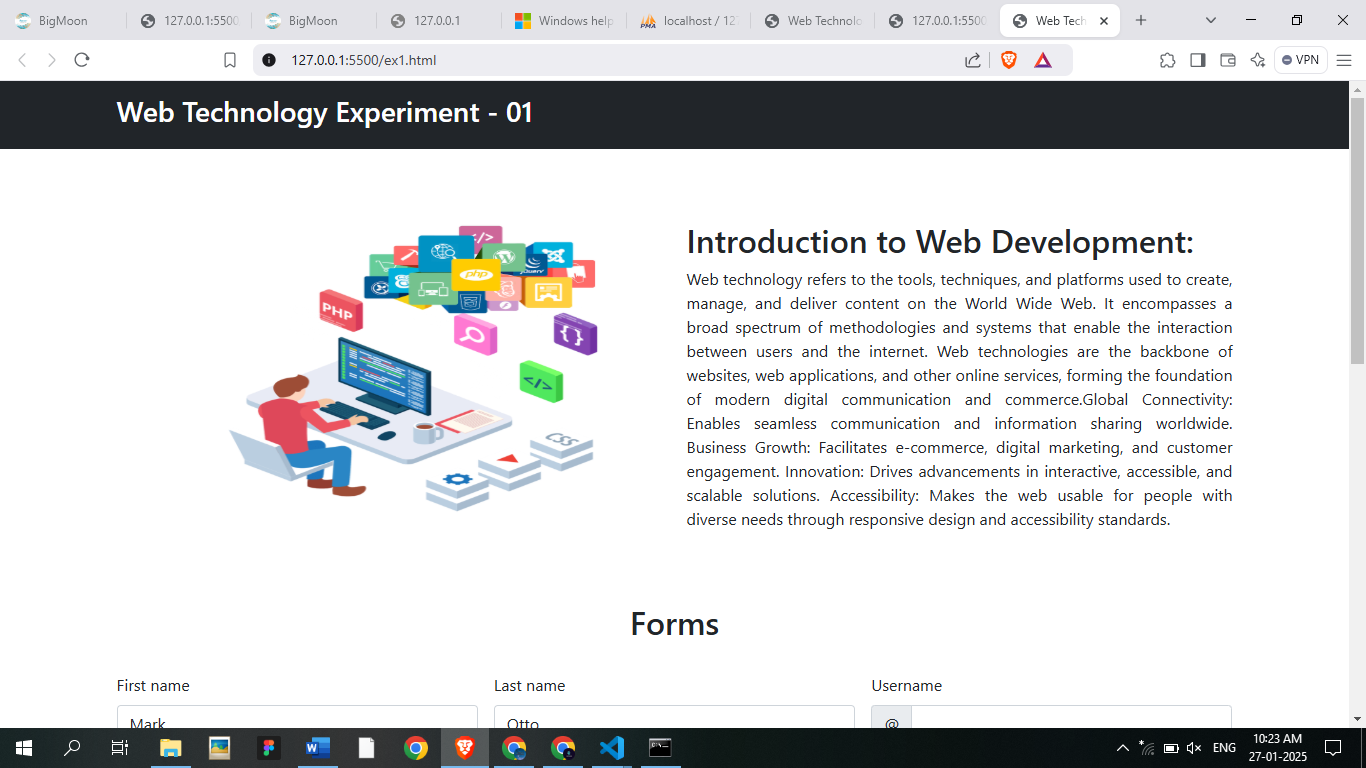 BigMoon
127.0.0.1:5500
BigMoon
127.0.0.1
Windows help
PMA
localhost / 127
Web Technolo
127.0.0.1:5500
Web Tech
127.0.0.1:5500/ex1.html
VPN
Web Technology Experiment - 01
</>
php
PHP
{ }
</>
CSS
Introduction to Web Development:
Web technology refers to the tools, techniques, and platforms used to create,
manage, and deliver content on the World Wide Web. It encompasses a
broad spectrum of methodologies and systems that enable the interaction
between users and the internet. Web technologies are the backbone of
websites, web applications, and other online services, forming the foundation
of modern digital communication and commerce.Global Connectivity:
Enables seamless communication and information sharing worldwide.
Business Growth: Facilitates e-commerce, digital marketing, and customer
engagement. Innovation: Drives advancements in interactive, accessible, and
scalable solutions. Accessibility: Makes the web usable for people with
diverse needs through responsive design and accessibility standards.
Forms
First name
Last name
Username
Mark
Otto
@
ENG
10:23 AM
27-01-2025